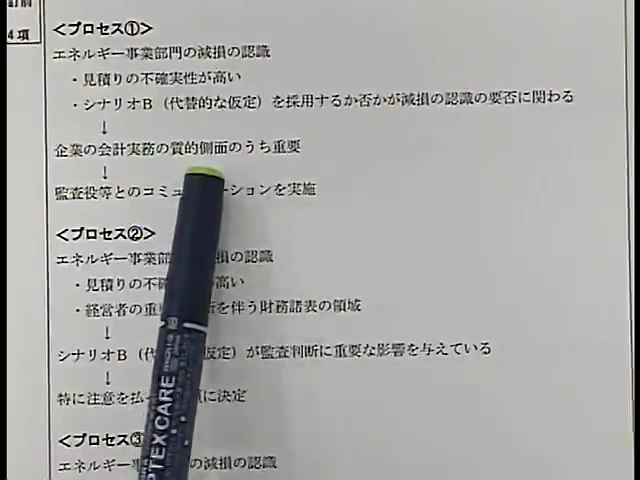 4項
<プロセス①>
エネルギー事業部門の減損の認識
・見積りの不確実性が高い
・シナリオB（代替的な仮定）を採用するか否かが減損の認識の要否に関わる
↓
企業の会計実務の質的側面のうち重要
↓
監査役等とのコミ ションを実施
<プロセス②>
エネルギー事業部 損の認識
・見積りの不確 が高い
・経営者の重 断を伴う財務諸表の領域
↓
シナリオB（代 仮定）が監査判断に重要な影響を与えている
↓
特に注意を払 に決定
<プロセス③
エネルギー事 の減損の認識
PTEXCARE